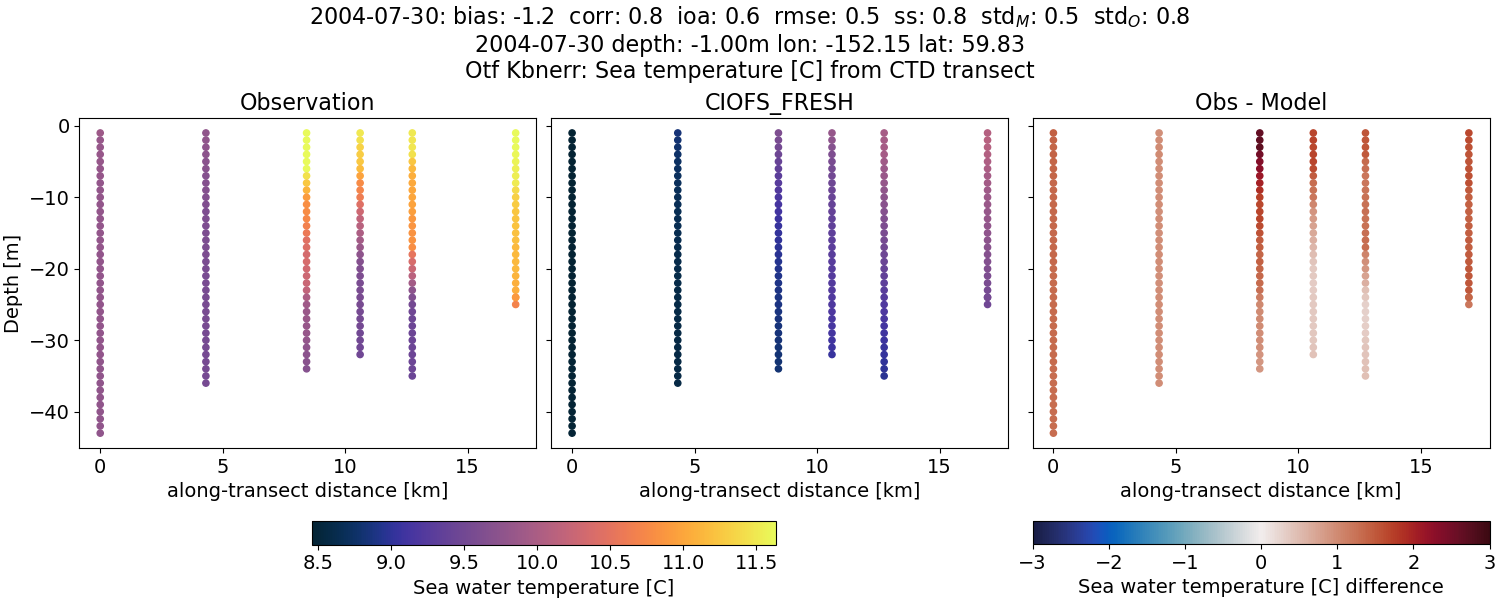 2004-07-30: bias: -1.2 corr: 0.8 ioa: 0.6 rmse: 0.5 ss: 0.8 std_M: 0.5 std_O: 0.8
2004-07-30 depth: -1.00m lon: -152.15 lat: 59.83
Otf Kbnerr: Sea temperature [C] from CTD transect
Observation
CIOFS_FRESH
Obs - Model
Depth [m]
0
−10
−20
−30
−40
0 5 10 15
0 5 10 15
0 5 10 15
along-transect distance [km]
along-transect distance [km]
along-transect distance [km]
8.5 9.0 9.5 10.0 10.5 11.0 11.5
Sea water temperature [C]
−3 −2 −1 0 1 2 3
Sea water temperature [C] difference